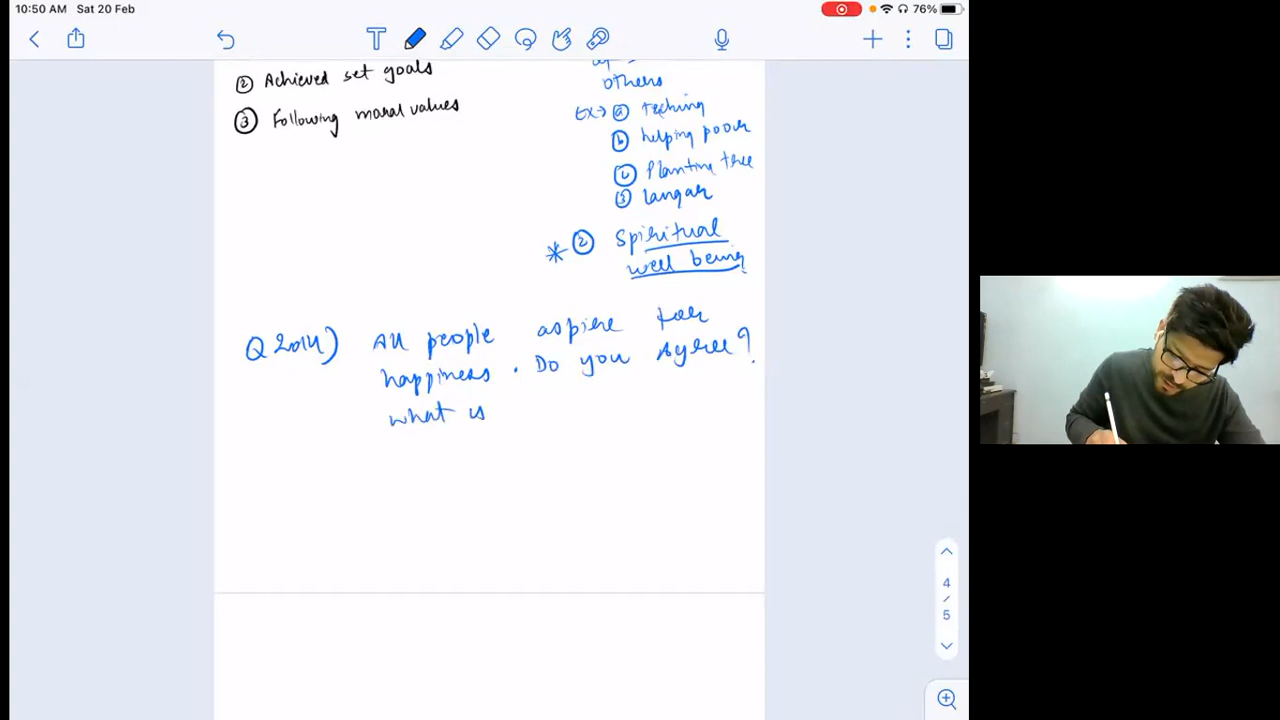 10:50 AM Sat 20 Feb
76%
② Achieved set goals
③ Following moral values
others
Ex→ ⓐ teching
ⓑ helping poor
Planting tree
③ langar
* ② Spiritual
well being
Q 2014) All people aspire for
happiness. Do you Agree?
what is
4
5